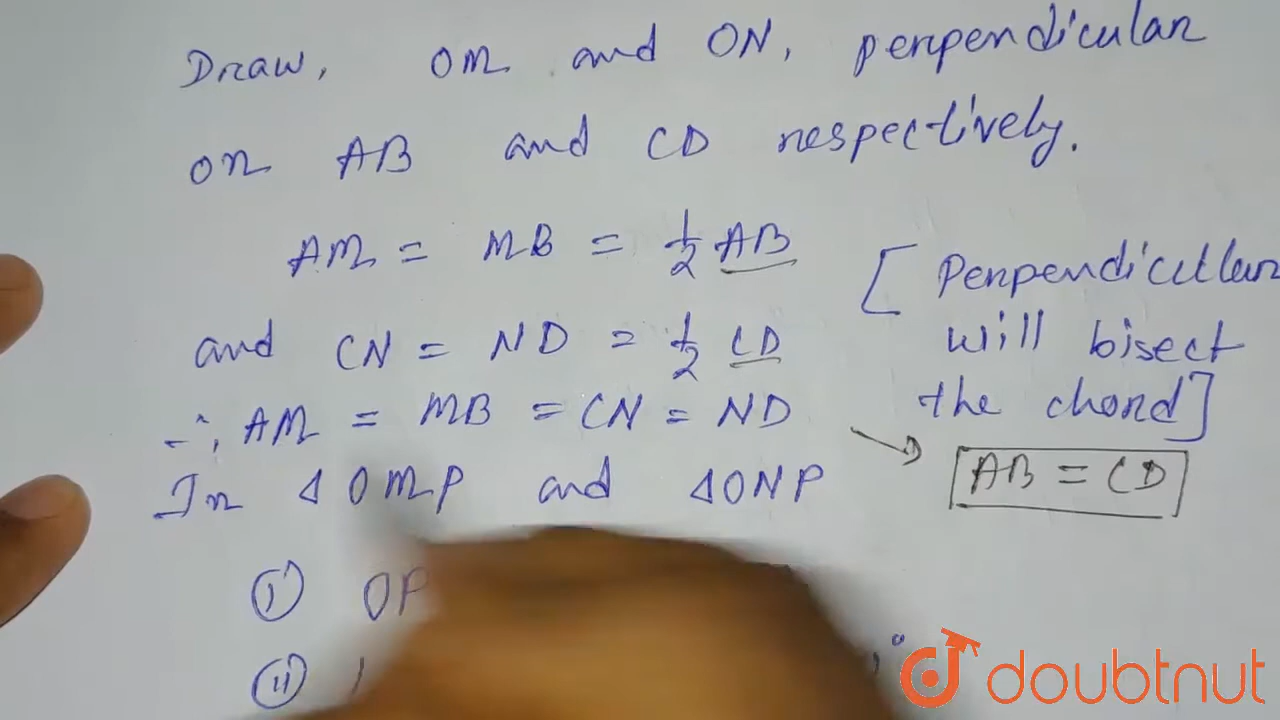 Draw, OM and ON, perpendicular
on AB and CD respectively.
AM = MB = 1/2 AB
[Perpendicular
will bisect
the chord]
and CN = ND = 1/2 CD
∴, AM = MB = CN = ND
AB = CD
In Δ OMP and ΔONP
(i) OP
(ii)
doubtnut